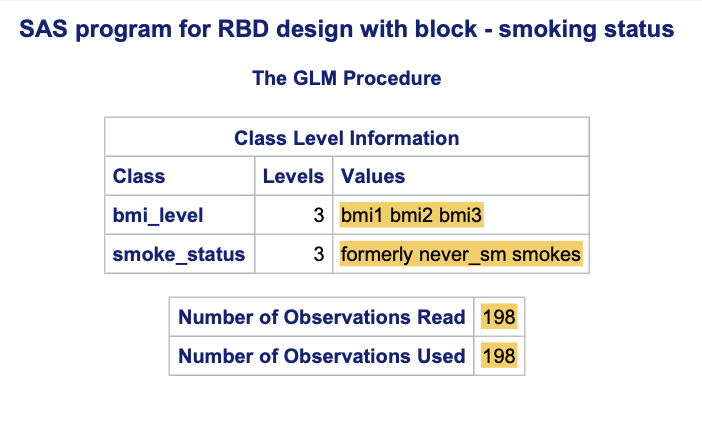 SAS program for RBD design with block - smoking status
The GLM Procedure
Class Level Information
Class Levels Values
bmi_level 3 bmi1 bmi2 bmi3
smoke_status 3 formerly never_sm smokes
Number of Observations Read 198
Number of Observations Used 198